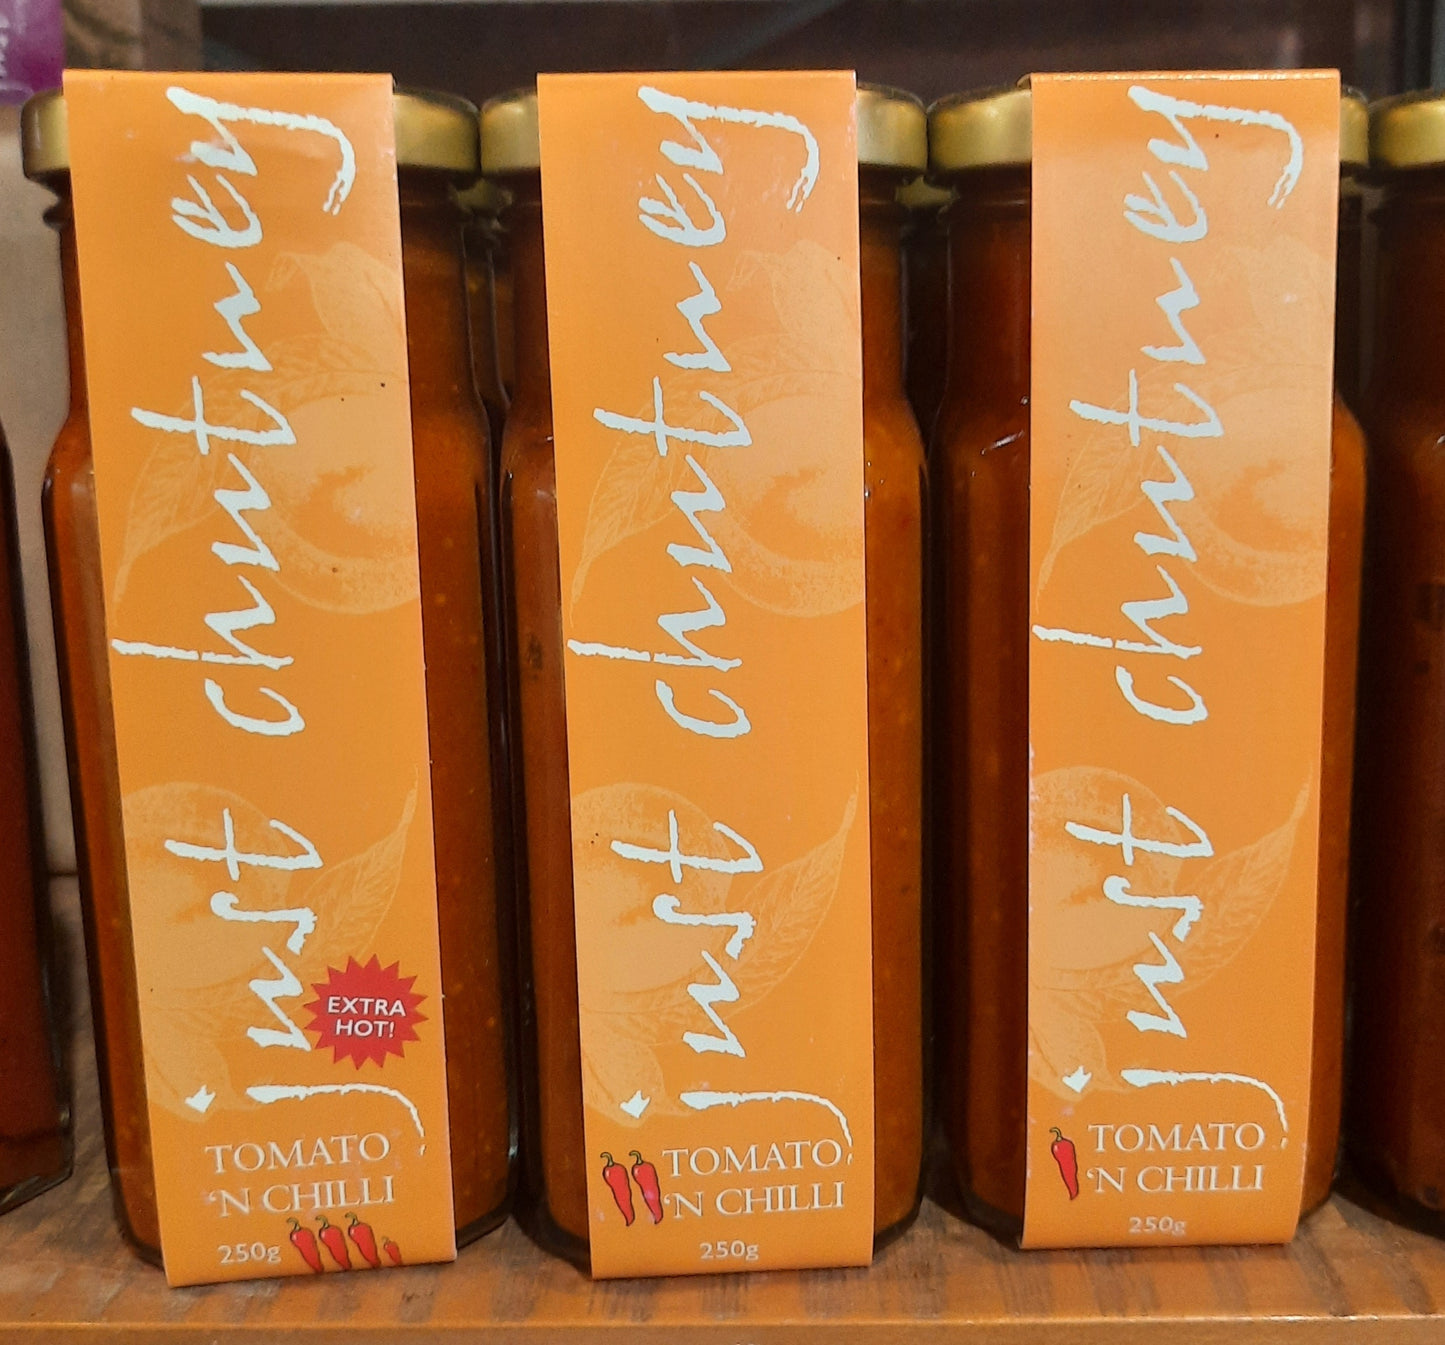 just chutney
EXTRA
HOT!
TOMATO
'N CHILLI
250g
just chutney
TOMATO
'N CHILLI
250g
just chutney
TOMATO
'N CHILLI
250g